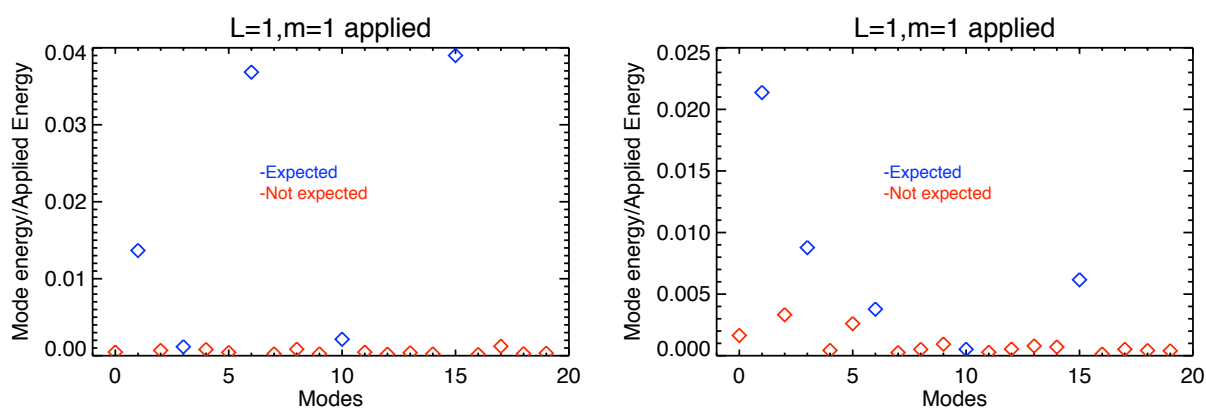 L=1,m=1 applied
Mode energy/Applied Energy
0.04
0.03
0.02
0.01
0.00
-Expected
-Not expected
0 5 10 15 20
Modes
L=1,m=1 applied
Mode energy/Applied Energy
0.025
0.020
0.015
0.010
0.005
0.000
-Expected
-Not expected
0 5 10 15 20
Modes